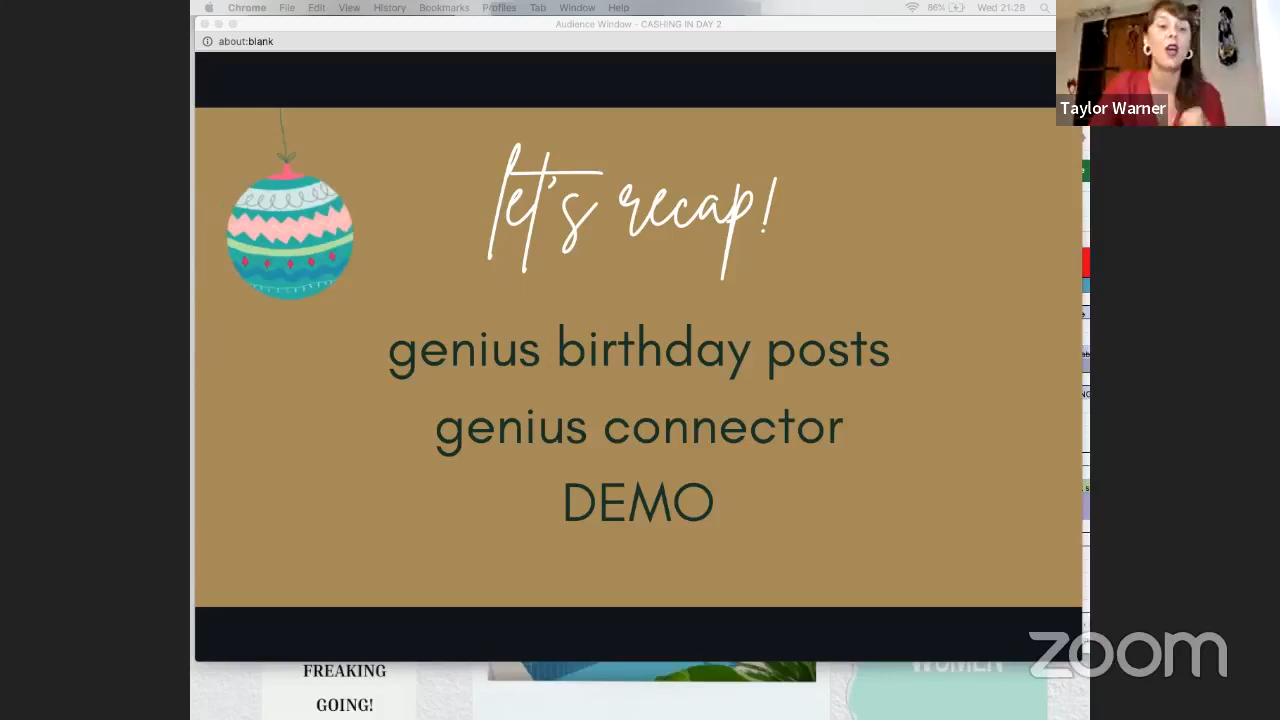 Chrome File Edit View History Bookmarks Profiles Tab Window Help 86% Wed 21:28
Audience Window - CASHING IN DAY 2
about:blank
Taylor Warner
let's recap!
genius birthday posts
genius connector
DEMO
FREAKING
GOING!
WOMEN
zoom